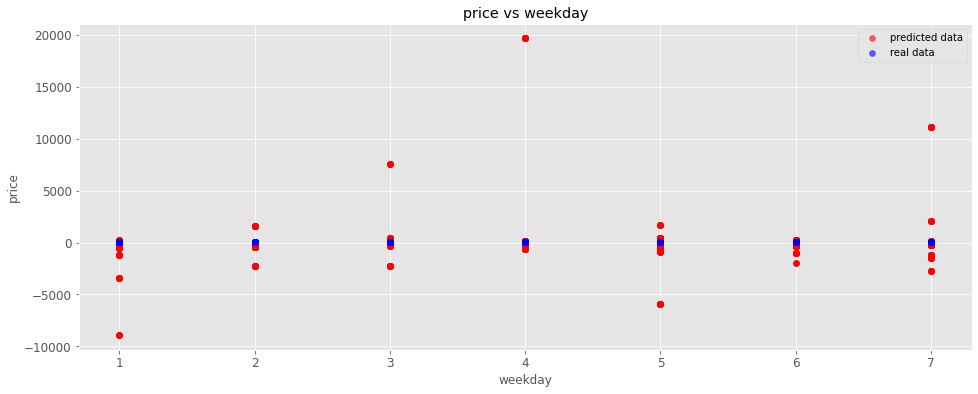 price vs weekday
predicted data
real data
20000
15000
10000
5000
0
−5000
−10000
price
1 2 3 4 5 6 7
weekday